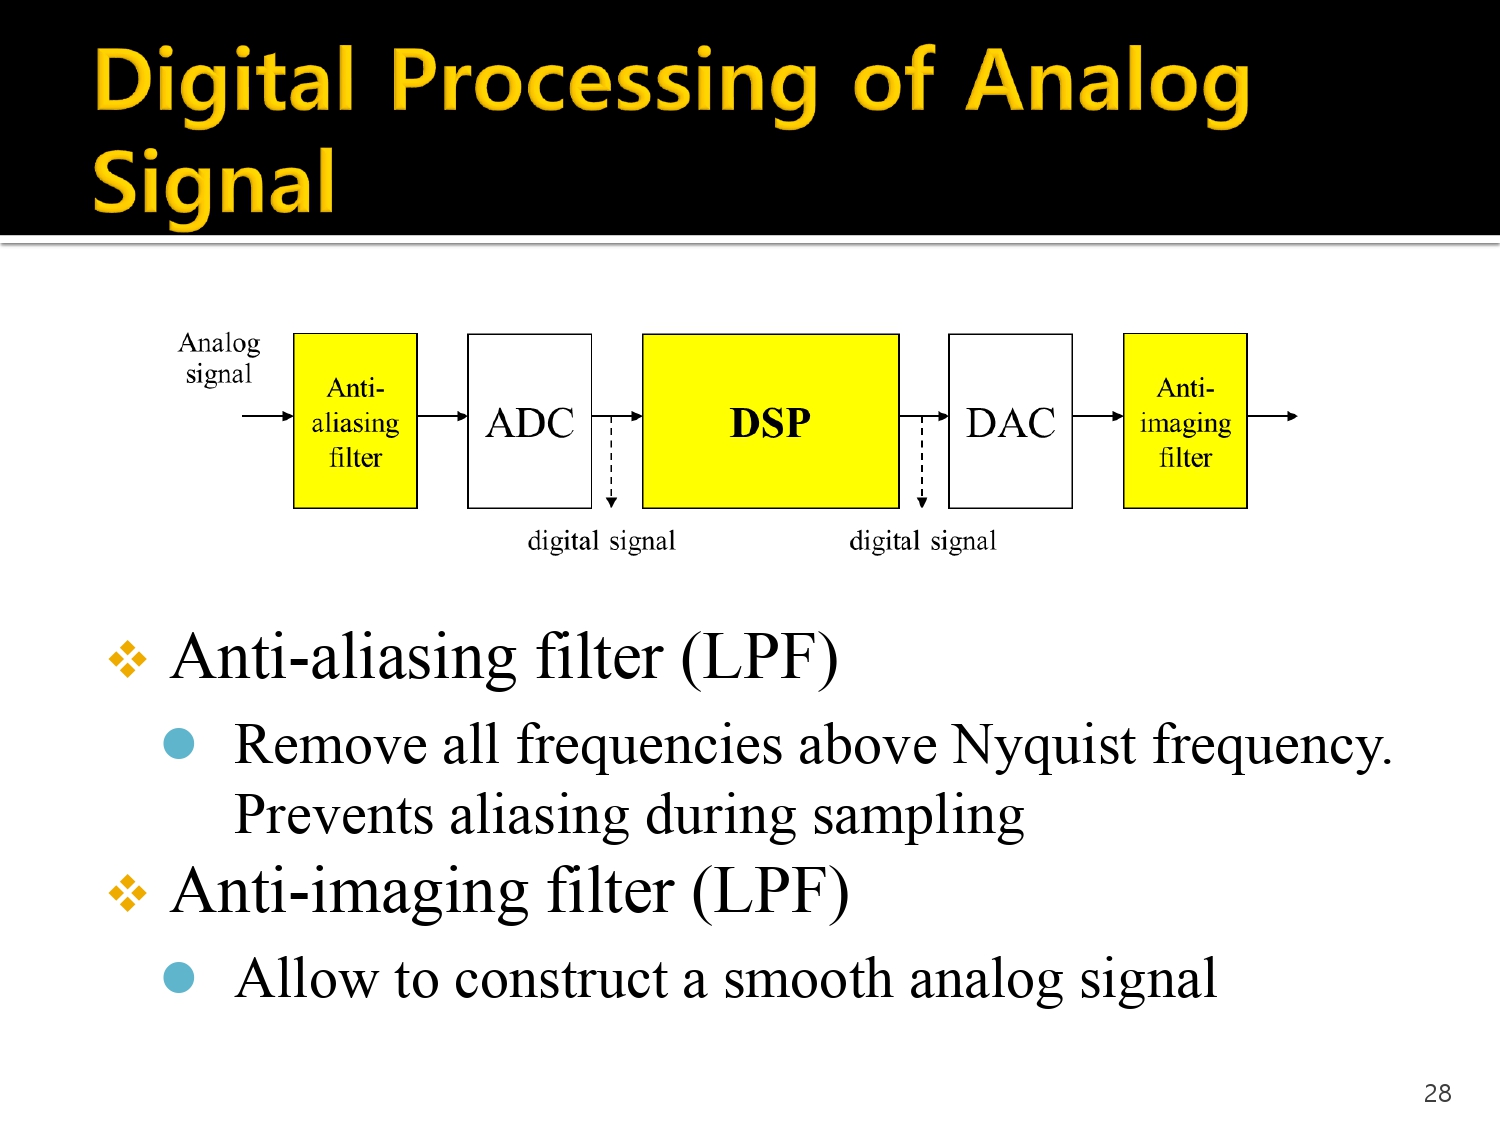 Digital Processing of Analog
Signal
Analog
signal
Anti-
aliasing
filter
ADC
DSP
DAC
Anti-
imaging
filter
digital signal
digital signal
Anti-aliasing filter (LPF)
Remove all frequencies above Nyquist frequency.
Prevents aliasing during sampling
Anti-imaging filter (LPF)
Allow to construct a smooth analog signal
28